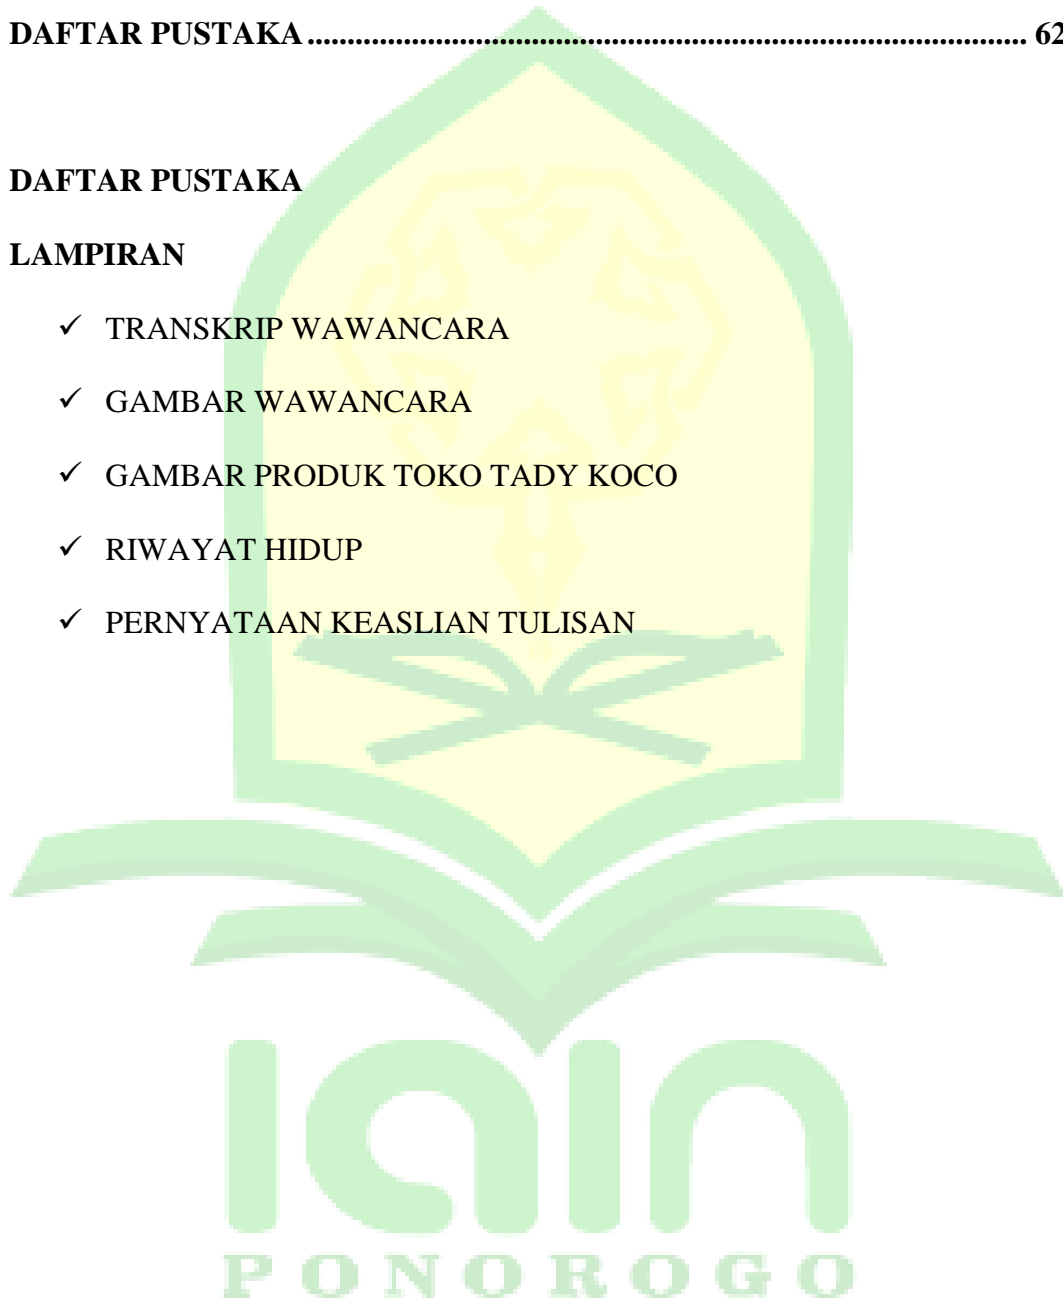 DAFTAR PUSTAKA ........................................................................................... 62
DAFTAR PUSTAKA
LAMPIRAN
✓ TRANSKRIP WAWANCARA
✓ GAMBAR WAWANCARA
✓ GAMBAR PRODUK TOKO TADY KOCO
✓ RIWAYAT HIDUP
✓ PERNYATAAN KEASLIAN TULISAN
iain
PONOROGO